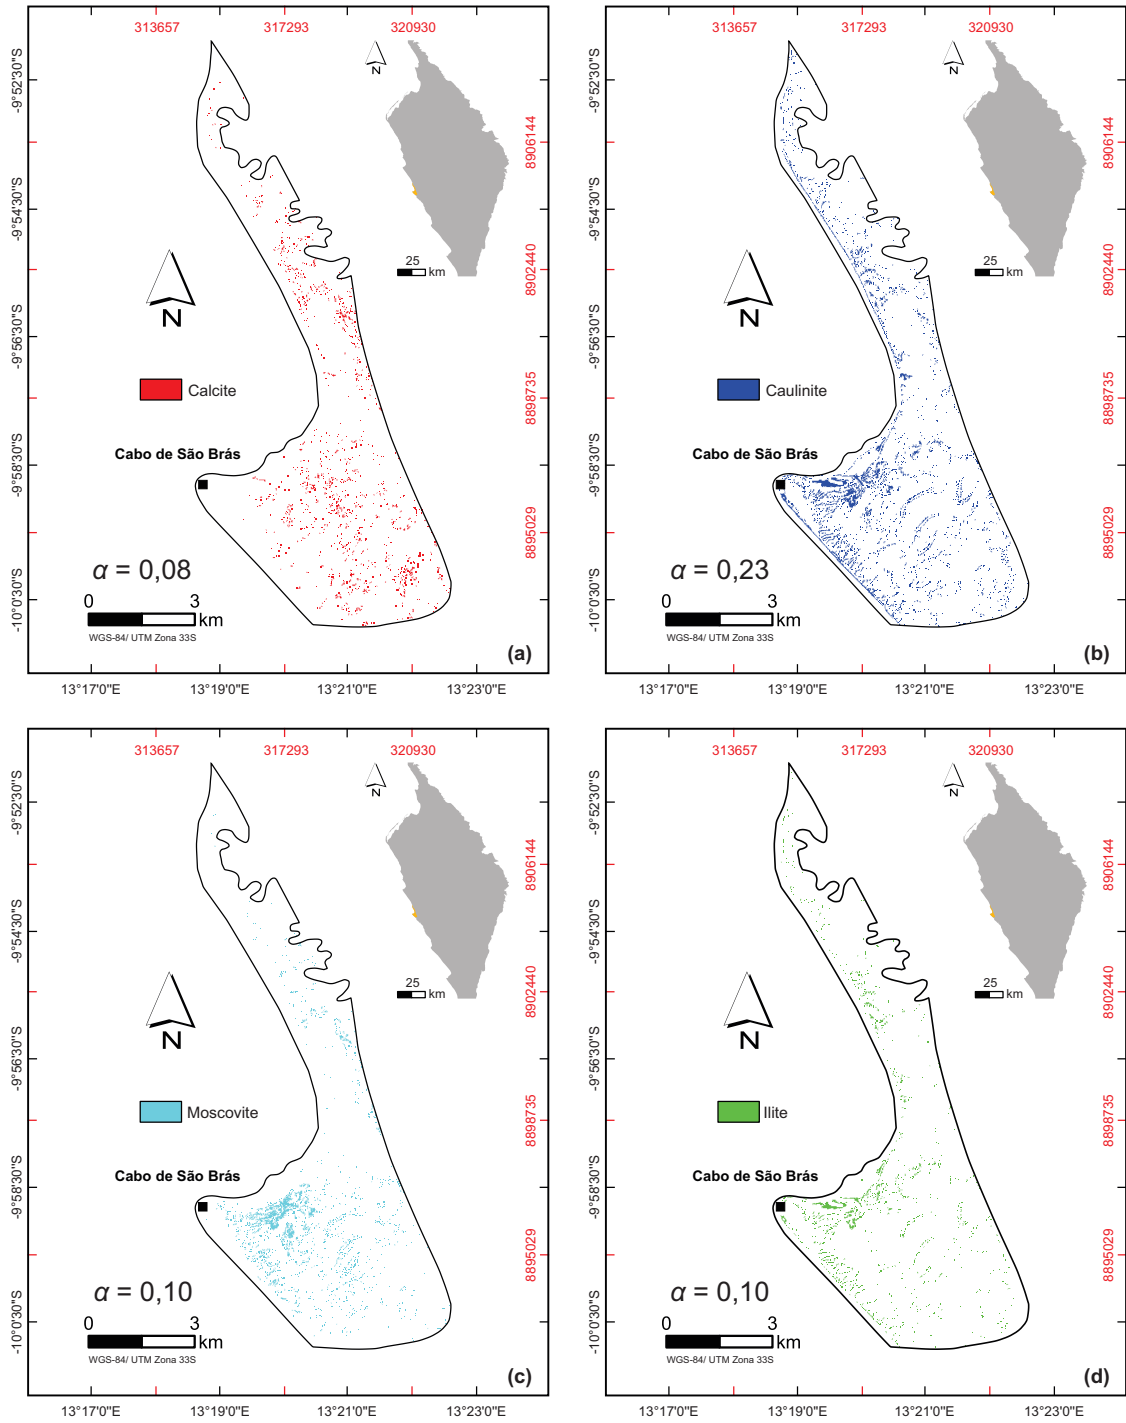 313657 317293 320930
313657 317293 320930
-9°52'30"S
-9°54'30"S
-9°56'30"S
-9°58'30"S
-10°0'30"S
8906144
8902440
8898735
8895029
N
25
km
N
Calcite
Cabo de São Brás
α = 0,08
0 3
km
WGS-84/ UTM Zona 33S
(a)
13°17'0"E 13°19'0"E 13°21'0"E 13°23'0"E
-9°52'30"S
-9°54'30"S
-9°56'30"S
-9°58'30"S
-10°0'30"S
8906144
8902440
8898735
8895029
N
25
km
N
Caulinite
Cabo de São Brás
α = 0,23
0 3
km
WGS-84/ UTM Zona 33S
(b)
13°17'0"E 13°19'0"E 13°21'0"E 13°23'0"E
313657 317293 320930
-9°52'30"S
-9°54'30"S
-9°56'30"S
-9°58'30"S
-10°0'30"S
8906144
8902440
8898735
8895029
N
25
km
N
Moscovite
Cabo de São Brás
α = 0,10
0 3
km
WGS-84/ UTM Zona 33S
(c)
13°17'0"E 13°19'0"E 13°21'0"E 13°23'0"E
313657 317293 320930
-9°52'30"S
-9°54'30"S
-9°56'30"S
-9°58'30"S
-10°0'30"S
8906144
8902440
8898735
8895029
N
25
km
N
Ilite
Cabo de São Brás
α = 0,10
0 3
km
WGS-84/ UTM Zona 33S
(d)
13°17'0"E 13°19'0"E 13°21'0"E 13°23'0"E